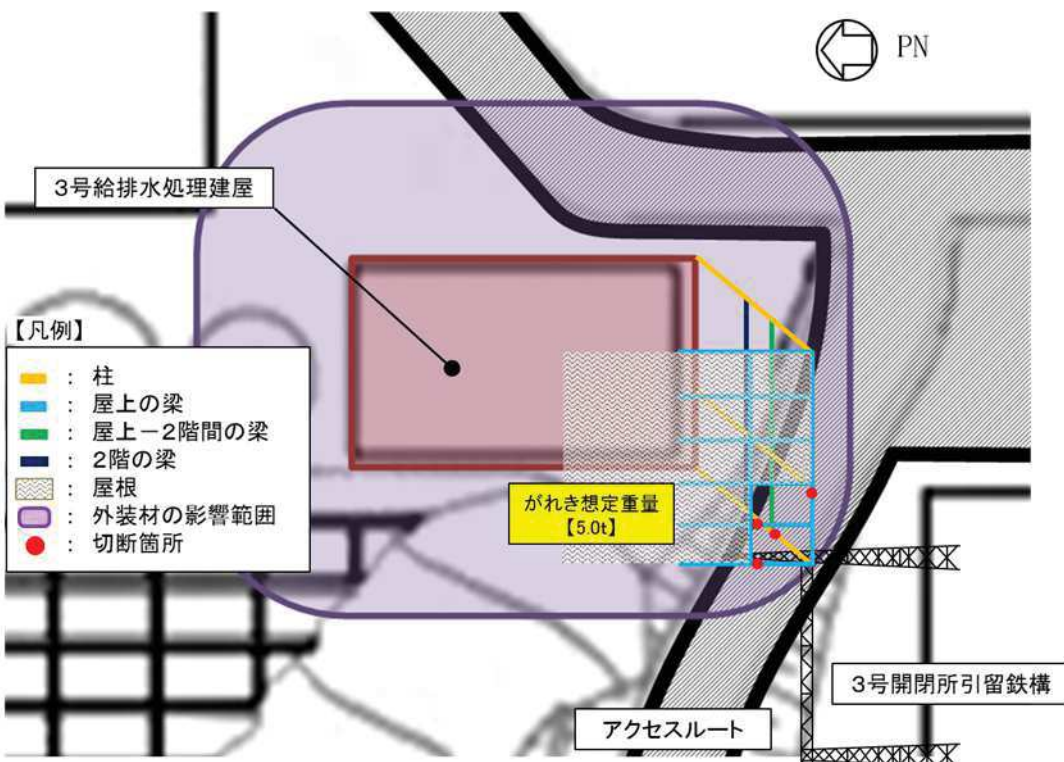 PN
3号給排水処理建屋
【凡例】
: 柱
: 屋上の梁
: 屋上-2階間の梁
: 2階の梁
: 屋根
: 外装材の影響範囲
: 切断箇所
がれき想定重量
【5.0t】
3号開閉所引留鉄構
アクセスルート